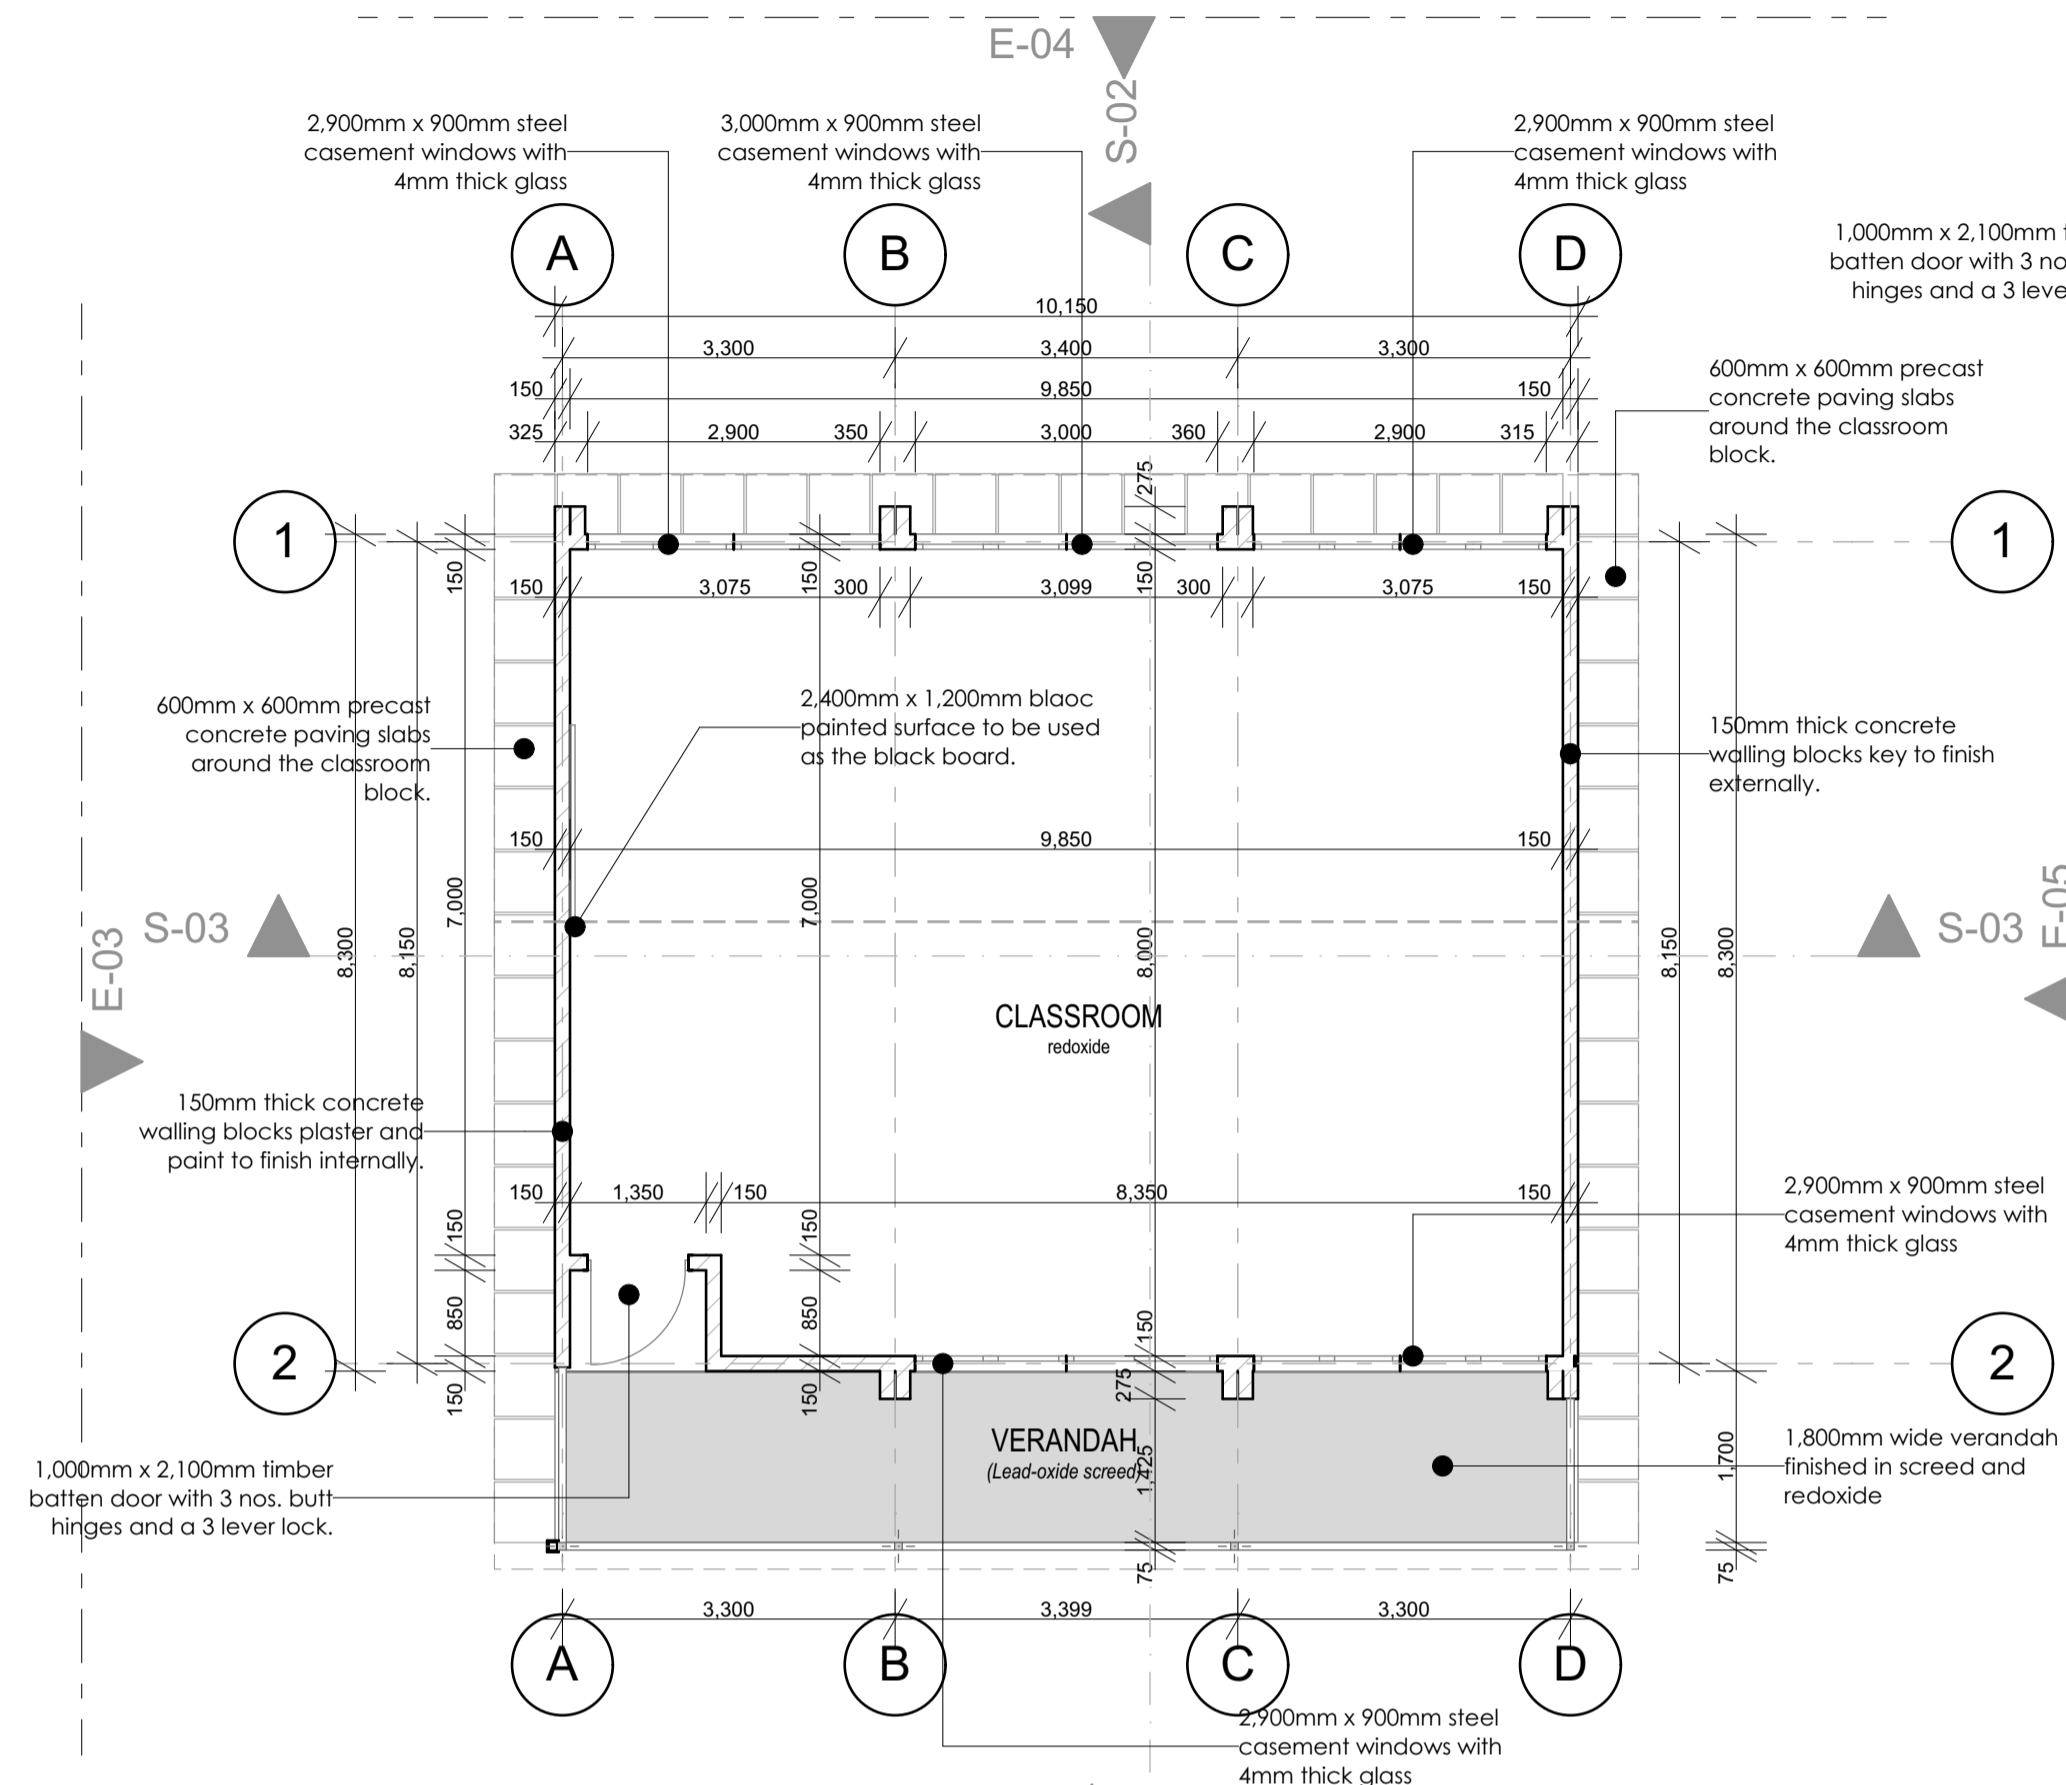 E-04
S-02
2,900mm x 900mm steel
casement windows with
4mm thick glass
3,000mm x 900mm steel
casement windows with
4mm thick glass
2,900mm x 900mm steel
casement windows with
4mm thick glass
1,000mm x 2,100mm
batten door with 3
hinges and a 3
A
B
C
D
10,150
3,300
3,400
3,300
150
9,850
150
325
2,900
350
3,000
360
2,900
315
600mm x 600mm precast
concrete paving slabs
around the classroom
block.
275
1
1
150
150
150
150
3,075
300
3,099
300
3,075
150
600mm x 600mm precast
concrete paving slabs
around the classroom
block.
2,400mm x 1,200mm blaoc
painted surface to be used
as the black board.
150mm thick concrete
walling blocks key to finish
externally.
150
9,850
150
E-03
S-03
8,300
8,150
7,000
7,000
8,000
8,150
8,300
S-03
E-05
CLASSROOM
redoxide
150mm thick concrete
walling blocks plaster and
paint to finish internally.
150
1,350
150
8,350
150
2,900mm x 900mm steel
casement windows with
4mm thick glass
150
150
850
850
150
2
2
150
150
275
VERANDAH
(Lead-oxide screed)
1,425
1,700
1,800mm wide verandah
finished in screed and
redoxide
1,000mm x 2,100mm timber
batten door with 3 nos. butt
hinges and a 3 lever lock.
75
75
3,300
3,399
3,300
A
B
C
D
2,900mm x 900mm steel
casement windows with
4mm thick glass